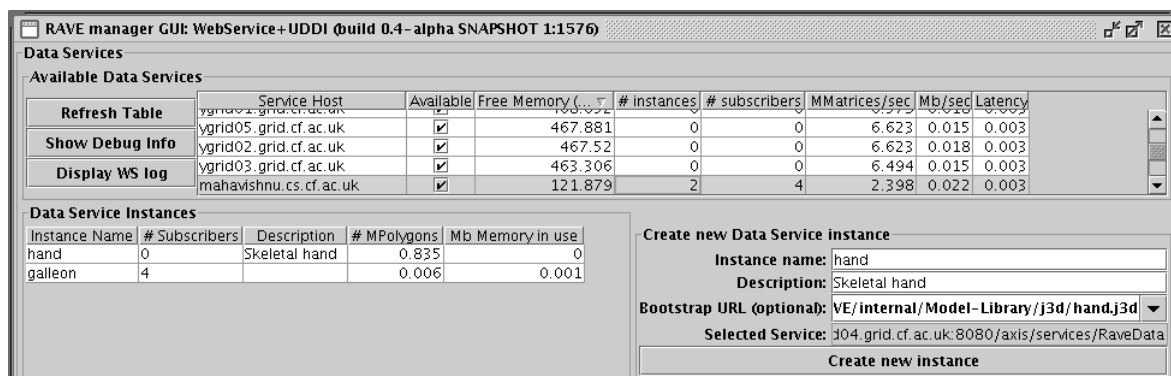 RAVE manager GUI: WebService+UDDI (build 0.4-alpha SNAPSHOT 1:1576)
Data Services
Available Data Services
Refresh Table
Show Debug Info
Display WS log
Service Host Available Free Memory (... # instances # subscribers MMatrices/sec Mb/sec Latency
ygrid05.grid.cf.ac.uk 467.881 0 0 6.623 0.015 0.003
ygrid02.grid.cf.ac.uk 467.52 0 0 6.623 0.018 0.003
ygrid03.grid.cf.ac.uk 463.306 0 0 6.494 0.015 0.003
mahavishnu.cs.cf.ac.uk 121.879 2 4 2.398 0.022 0.003
Data Service Instances
Instance Name # Subscribers Description # MPolygons Mb Memory in use
hand 0 Skeletal hand 0.835 0
galleon 4 0.006 0.001
Create new Data Service instance
Instance name: hand
Description: Skeletal hand
Bootstrap URL (optional): VE/internal/Model-Library/j3d/hand.j3d
Selected Service: d04.grid.cf.ac.uk:8080/axis/services/RaveData
Create new instance